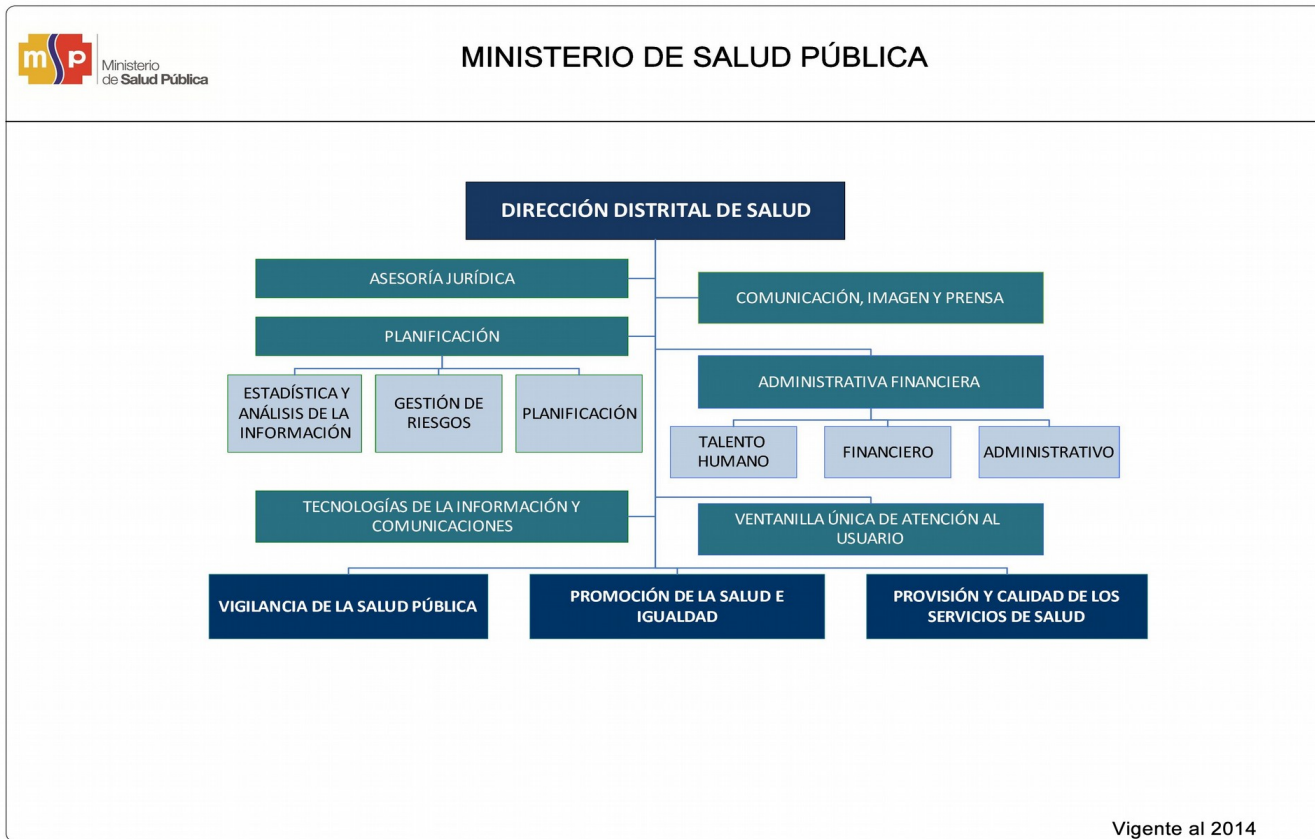 msp
Ministerio
de Salud Pública
MINISTERIO DE SALUD PÚBLICA
DIRECCIÓN DISTRITAL DE SALUD
ASESORÍA JURÍDICA
COMUNICACIÓN, IMAGEN Y PRENSA
PLANIFICACIÓN
ESTADÍSTICA Y
ANÁLISIS DE LA
INFORMACIÓN
GESTIÓN DE
RIESGOS
PLANIFICACIÓN
ADMINISTRATIVA FINANCIERA
TALENTO
HUMANO
FINANCIERO
ADMINISTRATIVO
TECNOLOGÍAS DE LA INFORMACIÓN Y
COMUNICACIONES
VENTANILLA ÚNICA DE ATENCIÓN AL
USUARIO
VIGILANCIA DE LA SALUD PÚBLICA
PROMOCIÓN DE LA SALUD E
IGUALDAD
PROVISIÓN Y CALIDAD DE LOS
SERVICIOS DE SALUD
Vigente al 2014